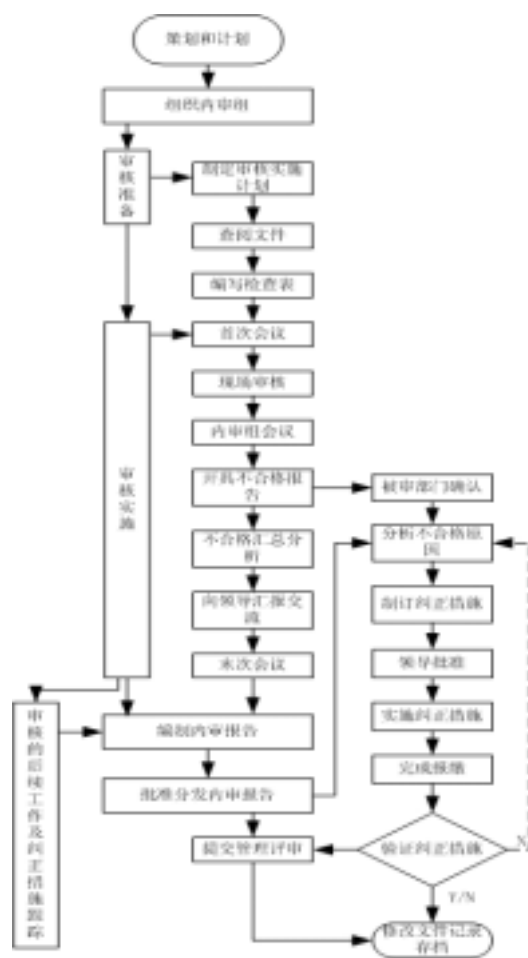 策划和计划
组织内审组
审核准备
制定审核实施
计划
查阅文件
编写检查表
首次会议
现场审核
内审组会议
审核实施
开具不合格报
告
被审部门确认
不合格汇总分
析
分析不合格原
因
向领导汇报交
流
制订纠正措施
末次会议
领导批准
审核的后续工作及纠正措施跟踪
编制内审报告
实施纠正措施
批准分发内审报告
完成报缴
提交管理评审
验证纠正措施
N
Y/N
修改文件记录
存档